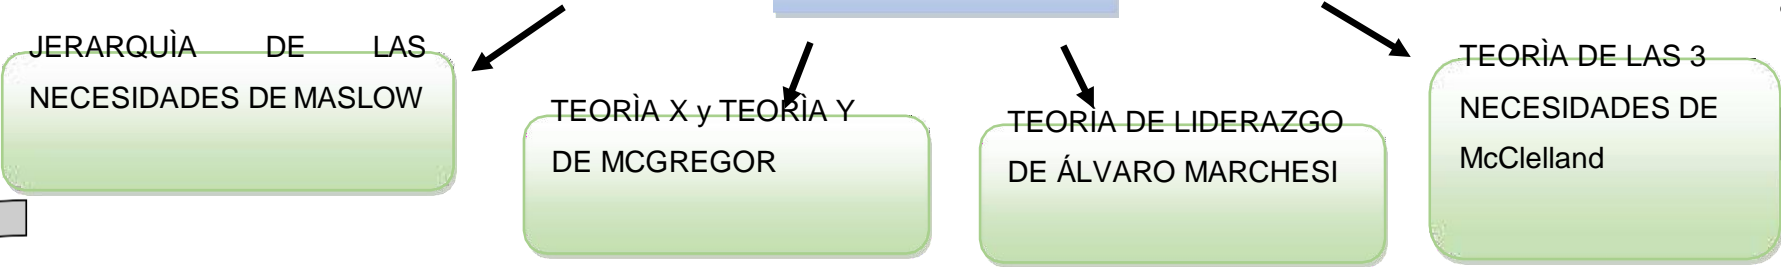 JERARQUÌA DE LAS
NECESIDADES DE MASLOW
TEORÌA X y TEORÌA Y
DE MCGREGOR
TEORÌA DE LIDERAZGO
DE ÁLVARO MARCHESI
TEORÌA DE LAS 3
NECESIDADES DE
McClelland